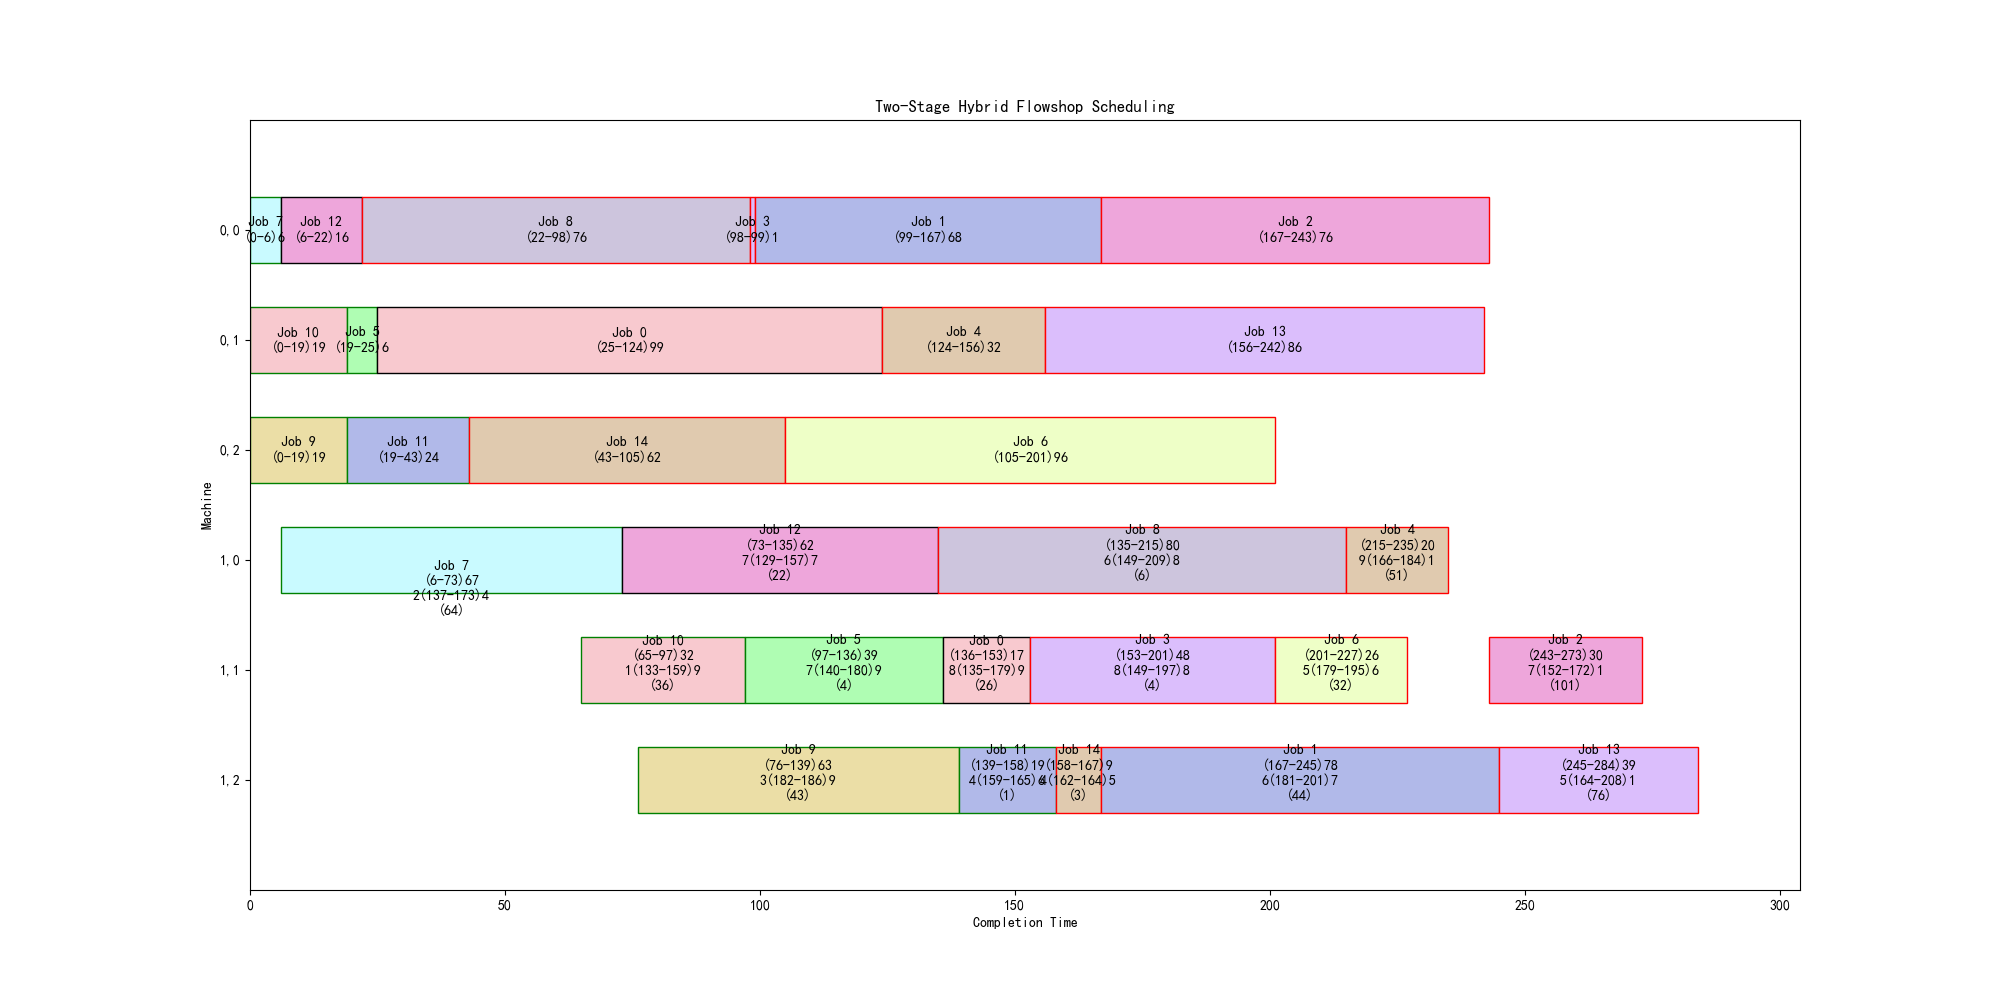 Two-Stage Hybrid Flowshop Scheduling
0,0
Job 7
(0-6)6
Job 12
(6-22)16
Job 8
(22-98)76
Job 3
(98-99)1
Job 1
(99-167)68
Job 2
(167-243)76
0,1
Job 10
(0-19)19
Job 5
(19-25)6
Job 0
(25-124)99
Job 4
(124-156)32
Job 13
(156-242)86
0,2
Job 9
(0-19)19
Job 11
(19-43)24
Job 14
(43-105)62
Job 6
(105-201)96
Machine
1,0
Job 7
(6-73)67
2(137-173)4
(64)
Job 12
(73-135)62
7(129-157)7
(22)
Job 8
(135-215)80
6(149-209)8
(6)
Job 4
(215-235)20
9(166-184)1
(51)
1,1
Job 10
(65-97)32
1(133-159)9
(36)
Job 5
(97-136)39
7(140-180)9
(4)
Job 0
(136-153)17
8(135-179)9
(26)
Job 3
(153-201)48
8(149-197)8
(4)
Job 6
(201-227)26
5(179-195)6
(32)
Job 2
(243-273)30
7(152-172)1
(101)
1,2
Job 9
(76-139)63
3(182-186)9
(43)
Job 11
(139-158)19
4(159-165)6
(1)
Job 14
(158-167)9
4(162-164)5
(3)
Job 1
(167-245)78
6(181-201)7
(44)
Job 13
(245-284)39
5(164-208)1
(76)
0
50
100
150
200
250
300
Completion Time